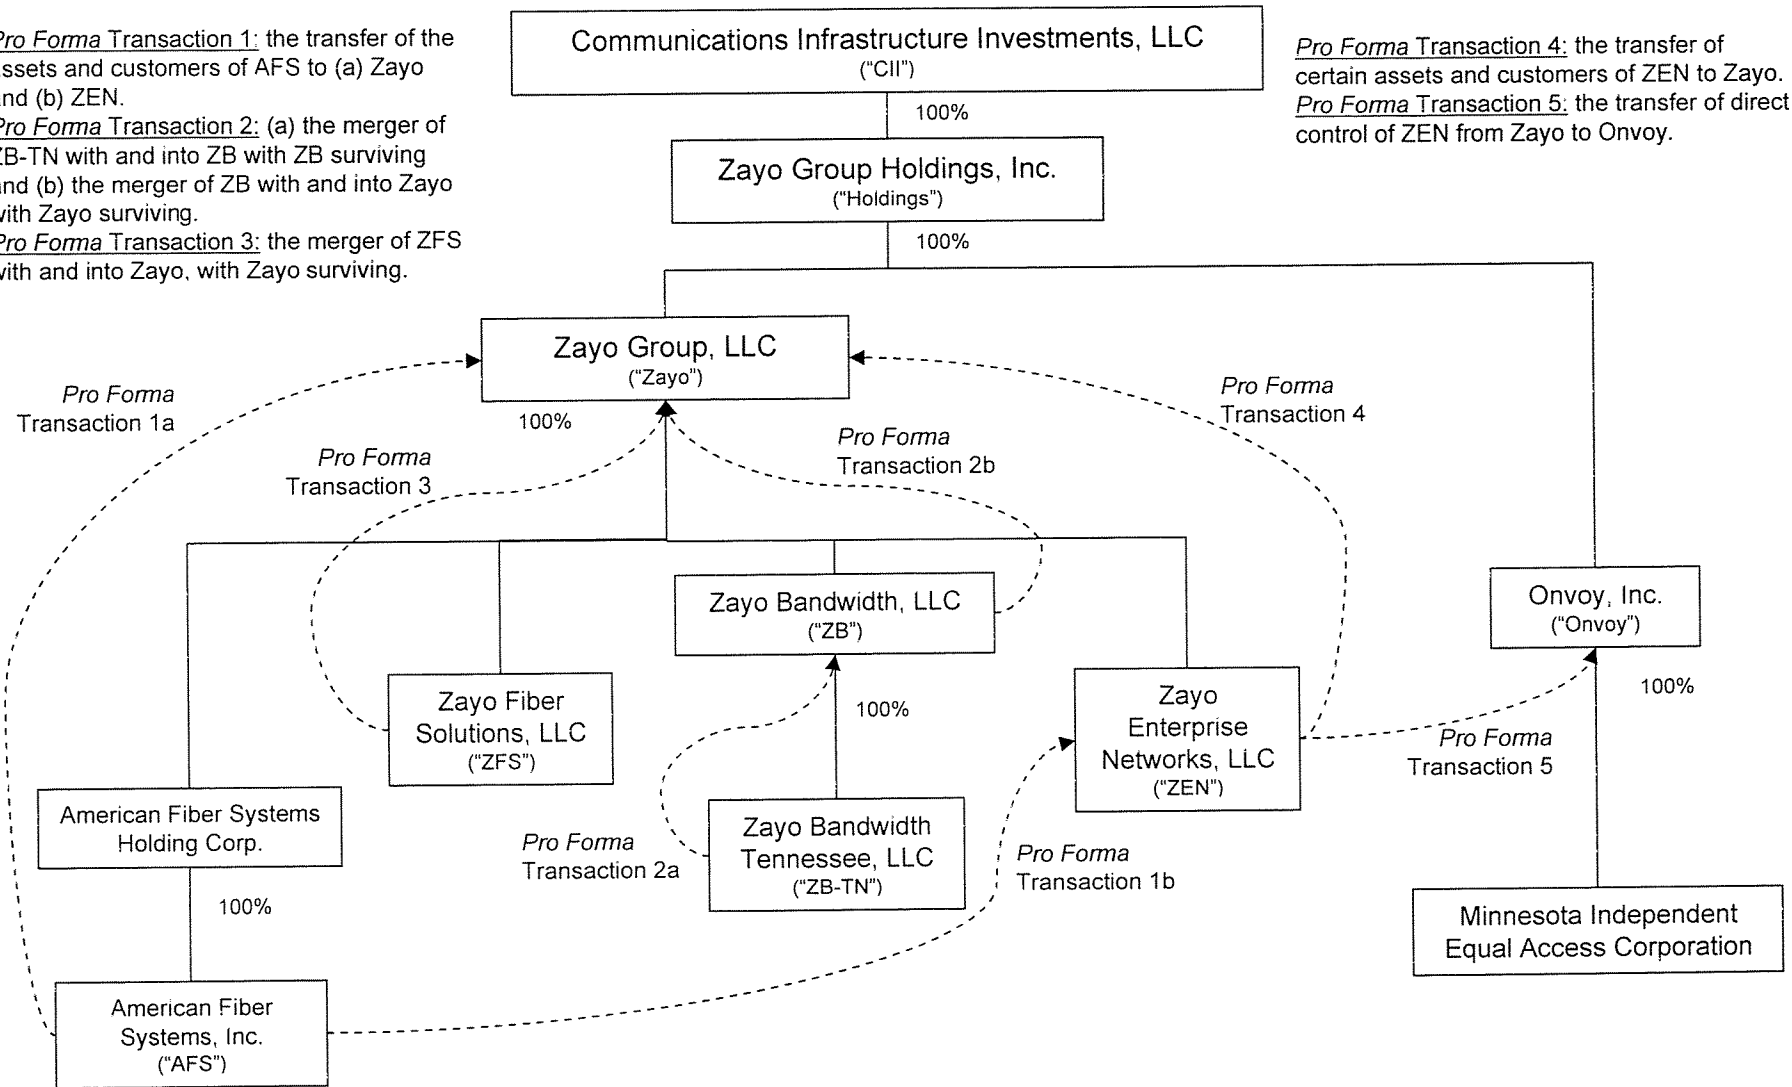 Pro Forma Transaction 1: the transfer of the
ssets and customers of AFS to (a) Zayo
nd (b) ZEN.
Pro Forma Transaction 2: (a) the merger of
ZB-TN with and into ZB with ZB surviving
nd (b) the merger of ZB with and into Zayo
with Zayo surviving.
Pro Forma Transaction 3: the merger of ZFS
with and into Zayo, with Zayo surviving.
Communications Infrastructure Investments, LLC
("CII")
Pro Forma Transaction 4: the transfer of
certain assets and customers of ZEN to Zayo.
Pro Forma Transaction 5: the transfer of direct
control of ZEN from Zayo to Onvoy.
100%
Zayo Group Holdings, Inc.
("Holdings")
100%
Zayo Group, LLC
("Zayo")
Pro Forma
Transaction 1a
100%
Pro Forma
Transaction 3
Pro Forma
Transaction 2b
Pro Forma
Transaction 4
Zayo Bandwidth, LLC
("ZB")
Onvoy, Inc.
("Onvoy")
Zayo Fiber
Solutions, LLC
("ZFS")
100%
Zayo
Enterprise
Networks, LLC
("ZEN")
100%
Pro Forma
Transaction 5
American Fiber Systems
Holding Corp.
Pro Forma
Transaction 2a
Zayo Bandwidth
Tennessee, LLC
("ZB-TN")
Pro Forma
Transaction 1b
100%
Minnesota Independent
Equal Access Corporation
American Fiber
Systems, Inc.
("AFS")